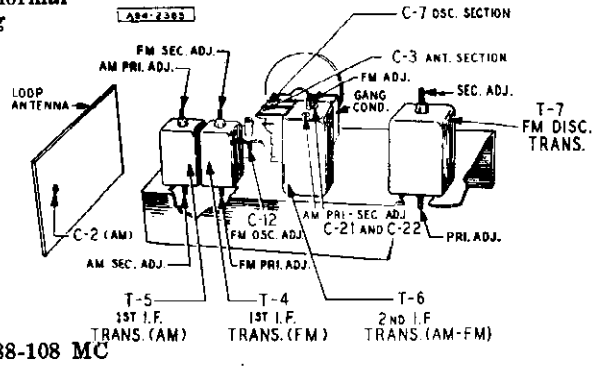 ormal
A94-2365
g
C-7 OSC. SECTION
C-3 ANT. SECTION
FM SEC. ADJ.
FM ADJ.
AM PRI. ADJ.
GANG
COND.
SEC. ADJ.
LOOP
ANTENNA
T-7
FM DISC.
TRANS.
C-2 (AM)
C-12
FM OSC. ADJ.
AM PRI-SEC ADJ
C-21 AND C-22
PRI. ADJ.
AM SEC. ADJ.
FM PRI. ADJ.
T-5
1ST I.F.
TRANS. (AM)
T-4
1ST I.F.
TRANS. (FM)
T-6
2ND I.F
TRANS. (AM-FM)
88-108 MC